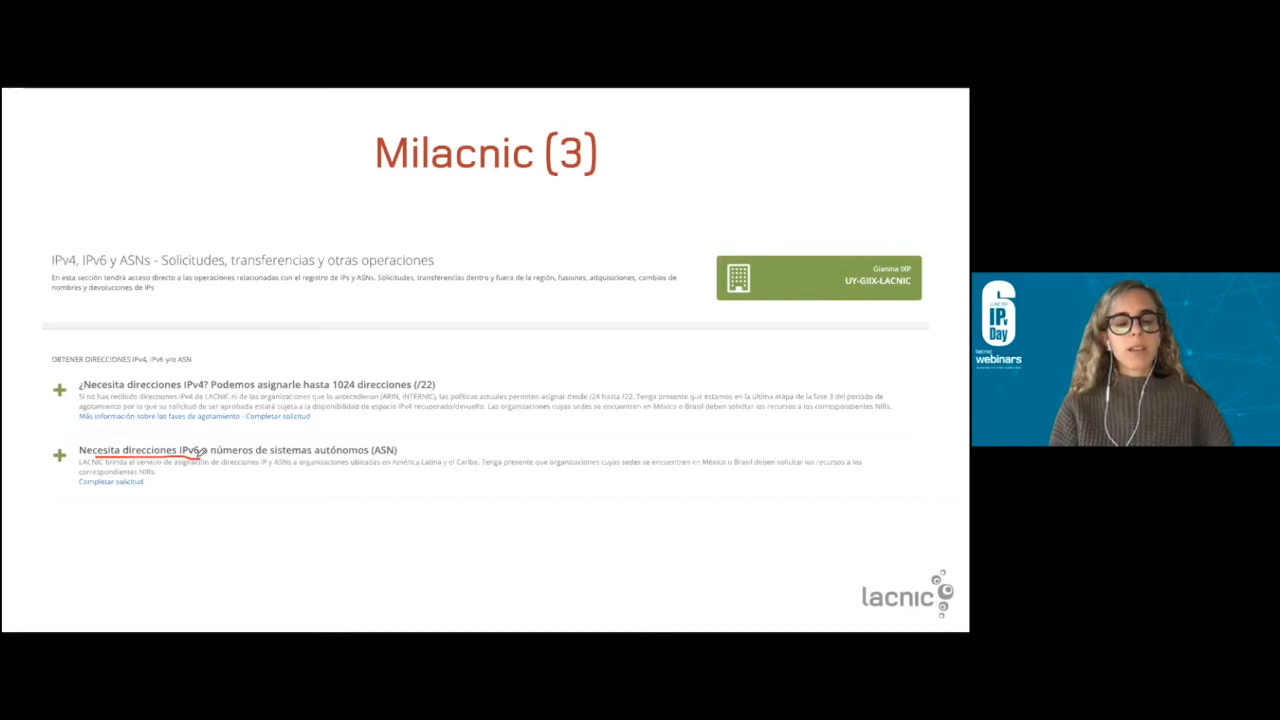 Milacnic (3)
IPv4, IPv6 y ASNs - Solicitudes, transferencias y otras operaciones
En esta sección tendrá acceso directo a las operaciones relacionadas con el registro de IPs y ASNs. Solicitudes, transferencias dentro y fuera de la región, fusiones, adquisiciones, cambios de
nombres y devoluciones de IPs
Gianina IXP
UY-GIIX-LACNIC
OBTENER DIRECCIONES IPv4, IPv6 y/o ASN
¿Necesita direcciones IPv4? Podemos asignarle hasta 1024 direcciones (/22)
Si no has recibido direcciones IPv4 de LACNIC ni de las organizaciones que lo antecedieron (ARIN, INTERNIC), las políticas actuales permiten asignar desde /24 hasta /22. Tenga presente que estamos en la última etapa de la fase 3 del período de
agotamiento por lo que su solicitud de ser aprobada estará sujeta a la disponibilidad de espacio IPv4 recuperado/devuelto. Las organizaciones cuyas sedes se encuentren en México o Brasil deben solicitar los recursos a los correspondientes NIRs.
Más información sobre las fases de agotamiento - Completar solicitud
Necesita direcciones IPv6 o números de sistemas autónomos (ASN)
LACNIC brinda el servicio de asignación de direcciones IP y ASNs a organizaciones ubicadas en América Latina y el Caribe. Tenga presente que organizaciones cuyas sedes se encuentren en México o Brasil deben solicitar los recursos a los
correspondientes NIRs.
Completar solicitud
lacnic
6
IPv
Day
webinars